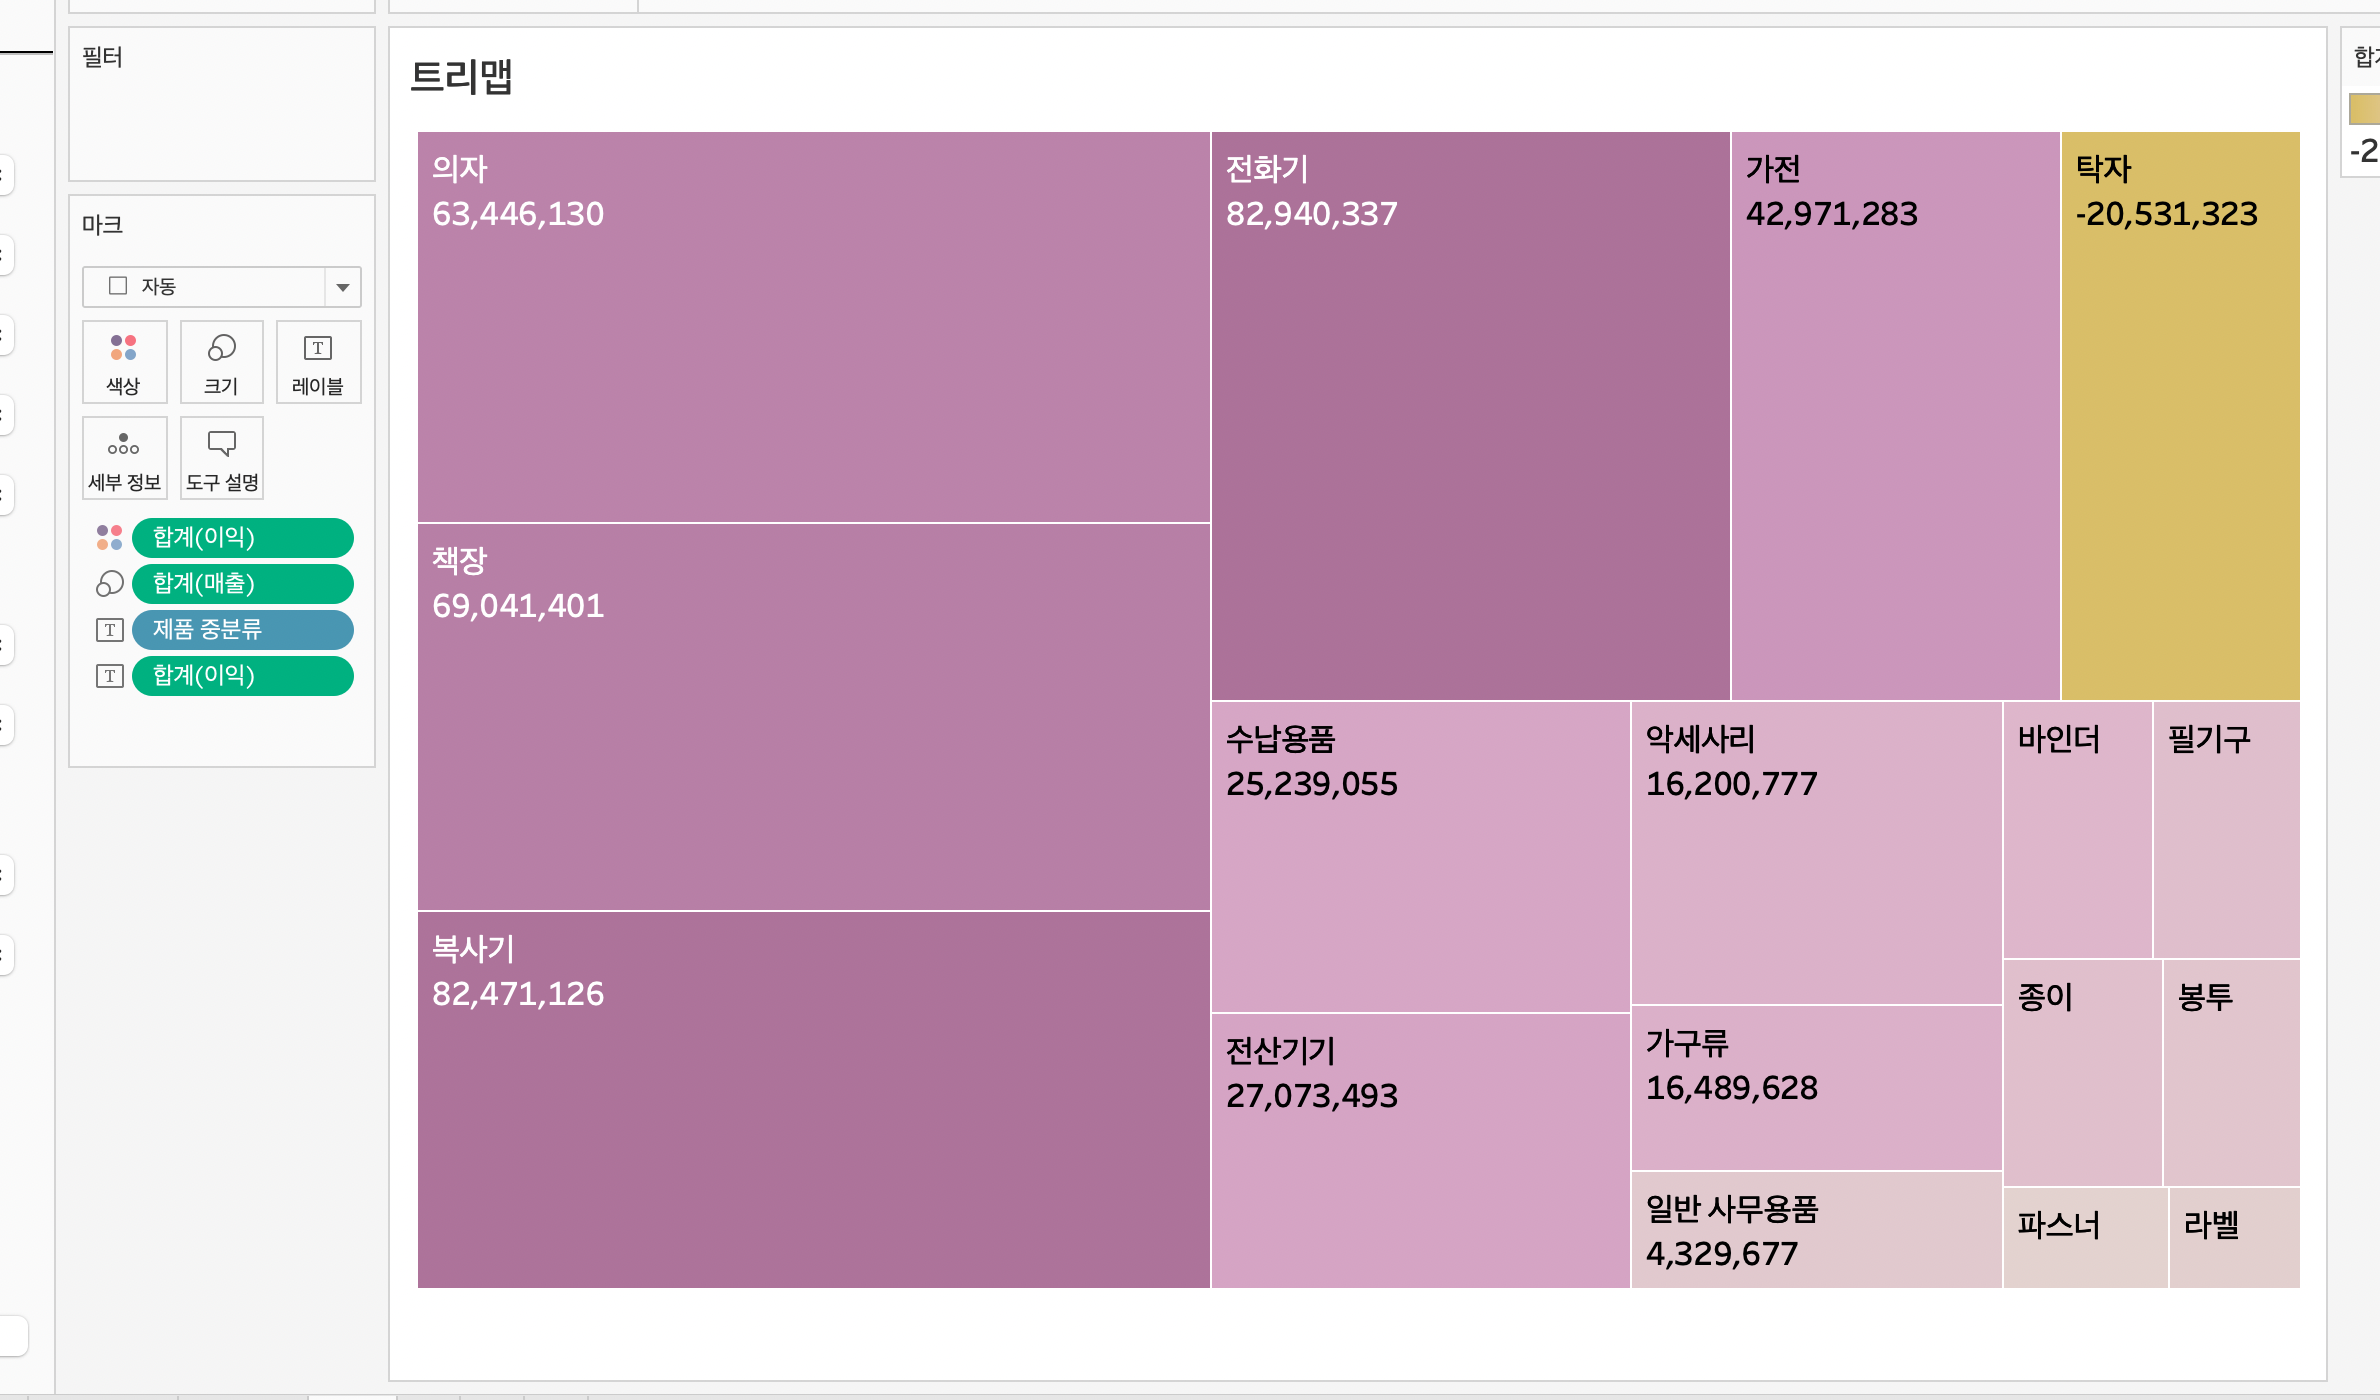 필터
마크
자동
색상
크기
레이블
세부 정보
도구 설명
합계(이익)
합계(매출)
T 제품 중분류
T 합계(이익)
트리맵
의자
63,446,130
책장
69,041,401
복사기
82,471,126
전화기
82,940,337
가전
42,971,283
탁자
-20,531,323
수납용품
25,239,055
전산기기
27,073,493
악세사리
16,200,777
가구류
16,489,628
일반 사무용품
4,329,677
바인더
필기구
종이
봉투
파스너
라벨
-2